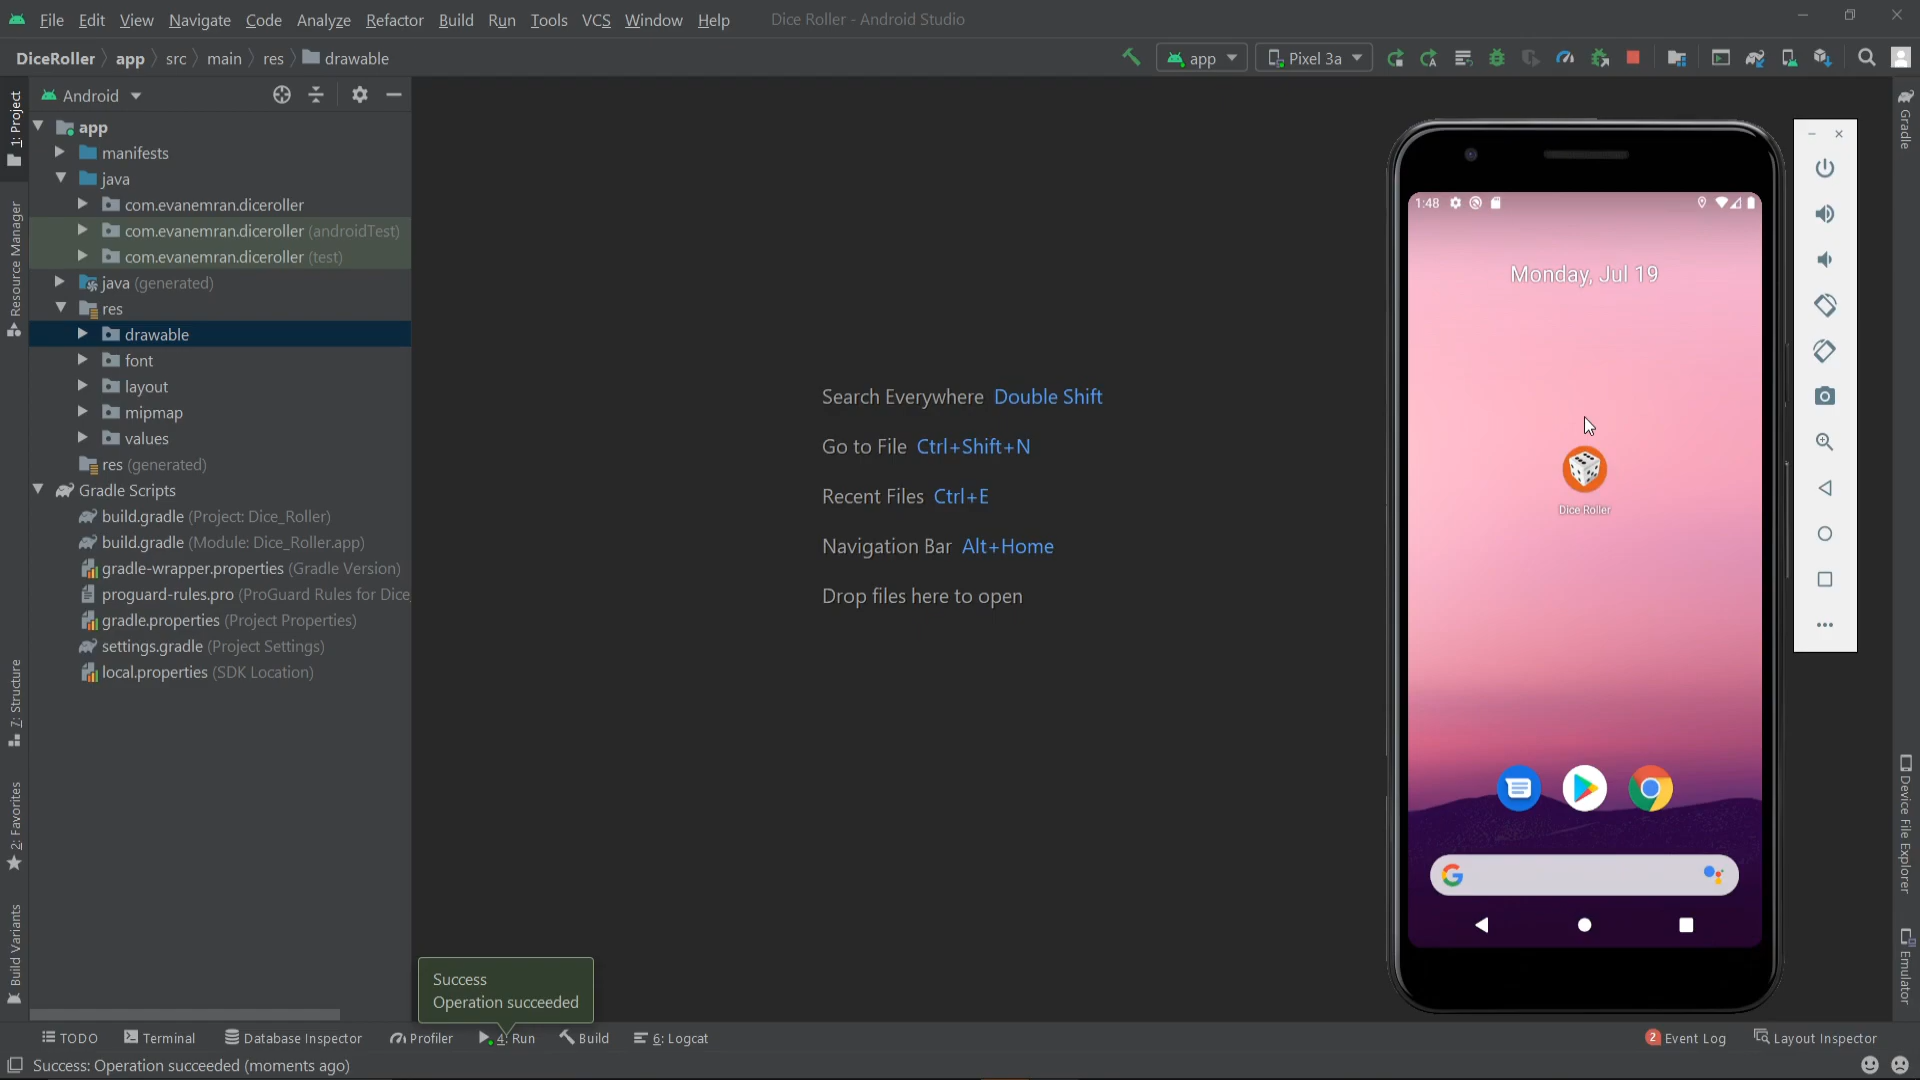 File Edit View Navigate Code Analyze Refactor Build Run Tools VCS Window Help Dice Roller - Android Studio
DiceRoller app src main res drawable app Pixel 3a
Android
1: Project
Resource Manager
7: Structure
2: Favorites
Build Variants
app
manifests
java
com.evanemran.diceroller
com.evanemran.diceroller (androidTest)
com.evanemran.diceroller (test)
java (generated)
res
drawable
font
layout
mipmap
values
res (generated)
Gradle Scripts
build.gradle (Project: Dice_Roller)
build.gradle (Module: Dice_Roller.app)
gradle-wrapper.properties (Gradle Version)
proguard-rules.pro (ProGuard Rules for Dice_
gradle.properties (Project Properties)
settings.gradle (Project Settings)
local.properties (SDK Location)
Search Everywhere Double Shift
Go to File Ctrl+Shift+N
Recent Files Ctrl+E
Navigation Bar Alt+Home
Drop files here to open
1:48
Monday, Jul 19
Dice Roller
Gradle
Device File Explorer
Emulator
Success
Operation succeeded
TODO Terminal Database Inspector Profiler 4: Run Build 6: Logcat 2 Event Log Layout Inspector
Success: Operation succeeded (moments ago)